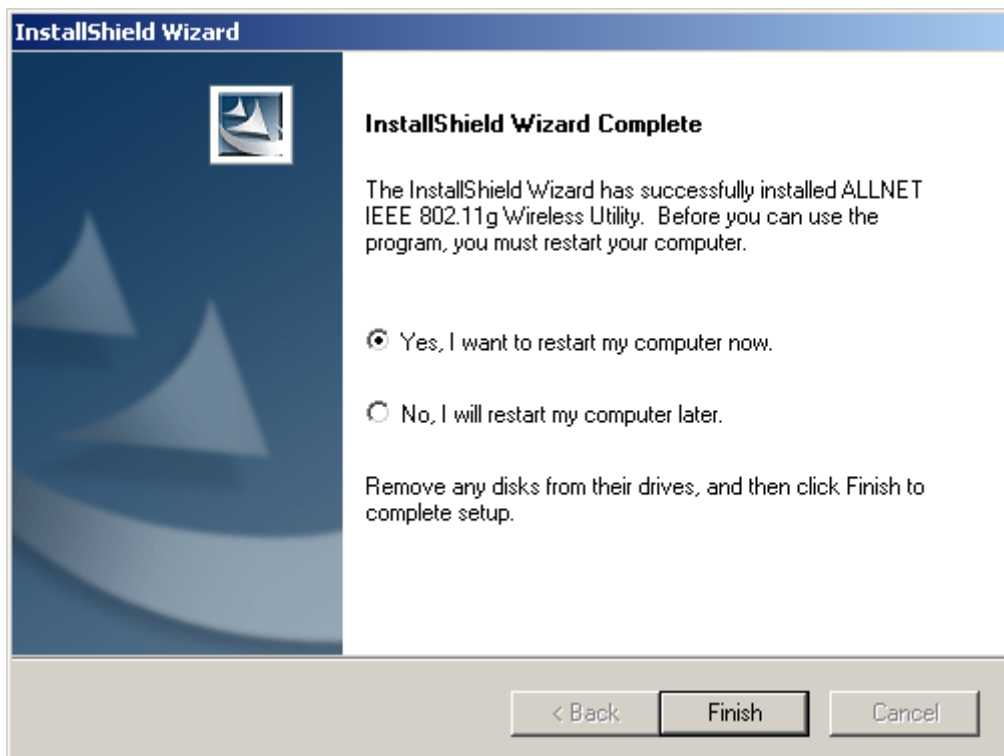 InstallShield Wizard
InstallShield Wizard Complete
The InstallShield Wizard has successfully installed ALLNET
IEEE 802.11g Wireless Utility.  Before you can use the
program, you must restart your computer.
Yes, I want to restart my computer now.
No, I will restart my computer later.
Remove any disks from their drives, and then click Finish to
complete setup.
< Back
Finish
Cancel